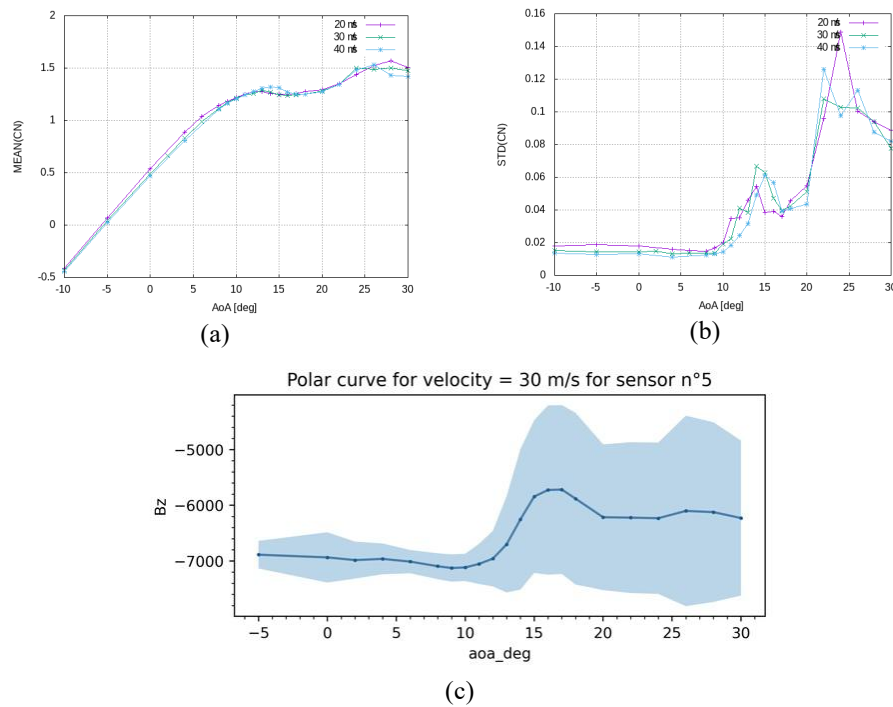 2
1.5
1
0.5
0
-0.5
-10 -5 0 5 10 15 20 25 30
MEAN(CN)
AoA [deg]
20 m/s
30 m/s
40 m/s
(a)
0.16
0.14
0.12
0.1
0.08
0.06
0.04
0.02
0
-10 -5 0 5 10 15 20 25 30
STD(CN)
AoA [deg]
20 m/s
30 m/s
40 m/s
(b)
Polar curve for velocity = 30 m/s for sensor n°5
−5000
−6000
−7000
Bz
−5 0 5 10 15 20 25 30
aoa_deg
(c)